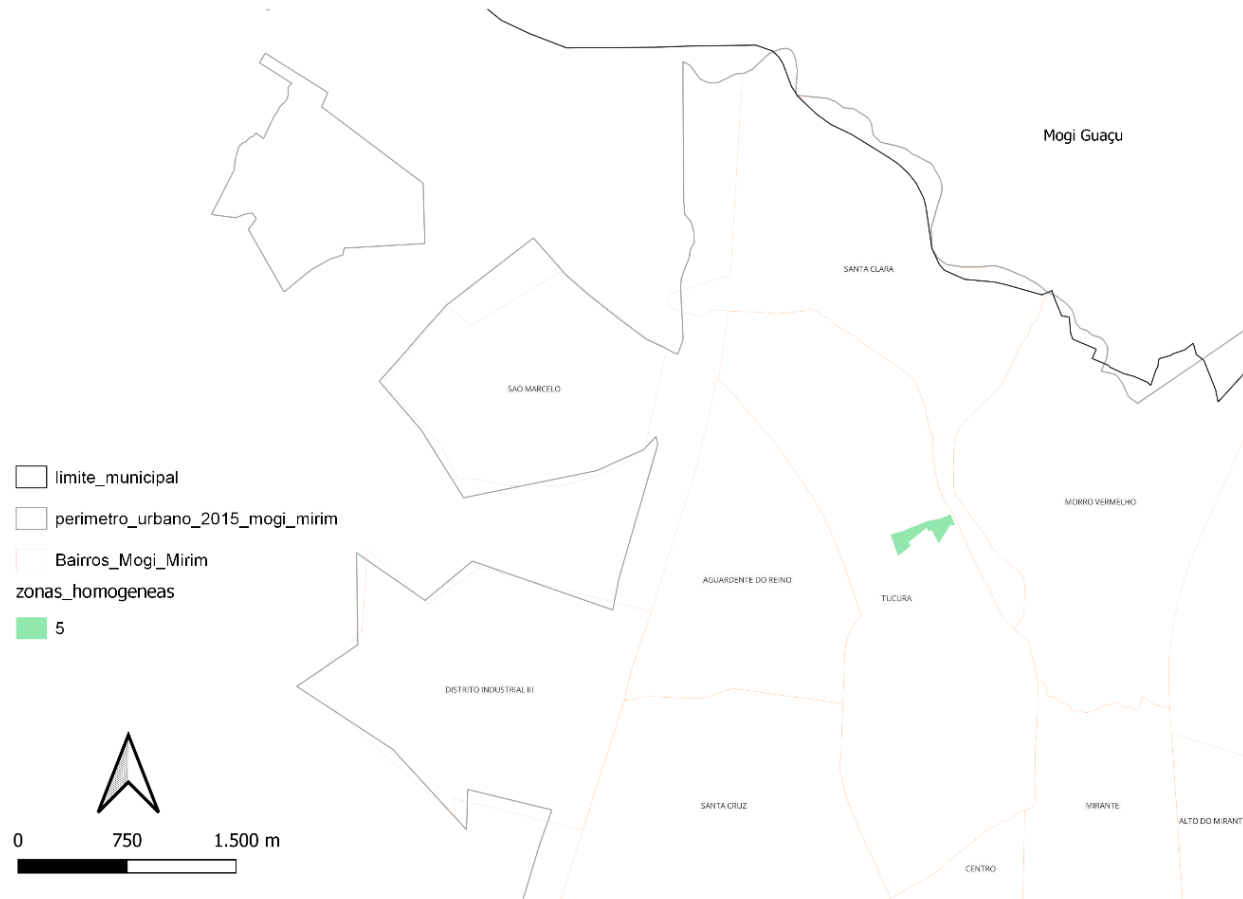 Mogi Guaçu
SANTA CLARA
SAO MARCELO
limite_municipal
MORRO VERMELHO
perimetro_urbano_2015_mogi_mirim
Bairros_Mogi_Mirim
AGUARDENTE DO REINO
zonas_homogeneas
TUCURA
5
DISTRITO INDUSTRIAL III
SANTA CRUZ
MIRANTE
ALTO DO MIRANT
0 750 1.500 m
CENTRO